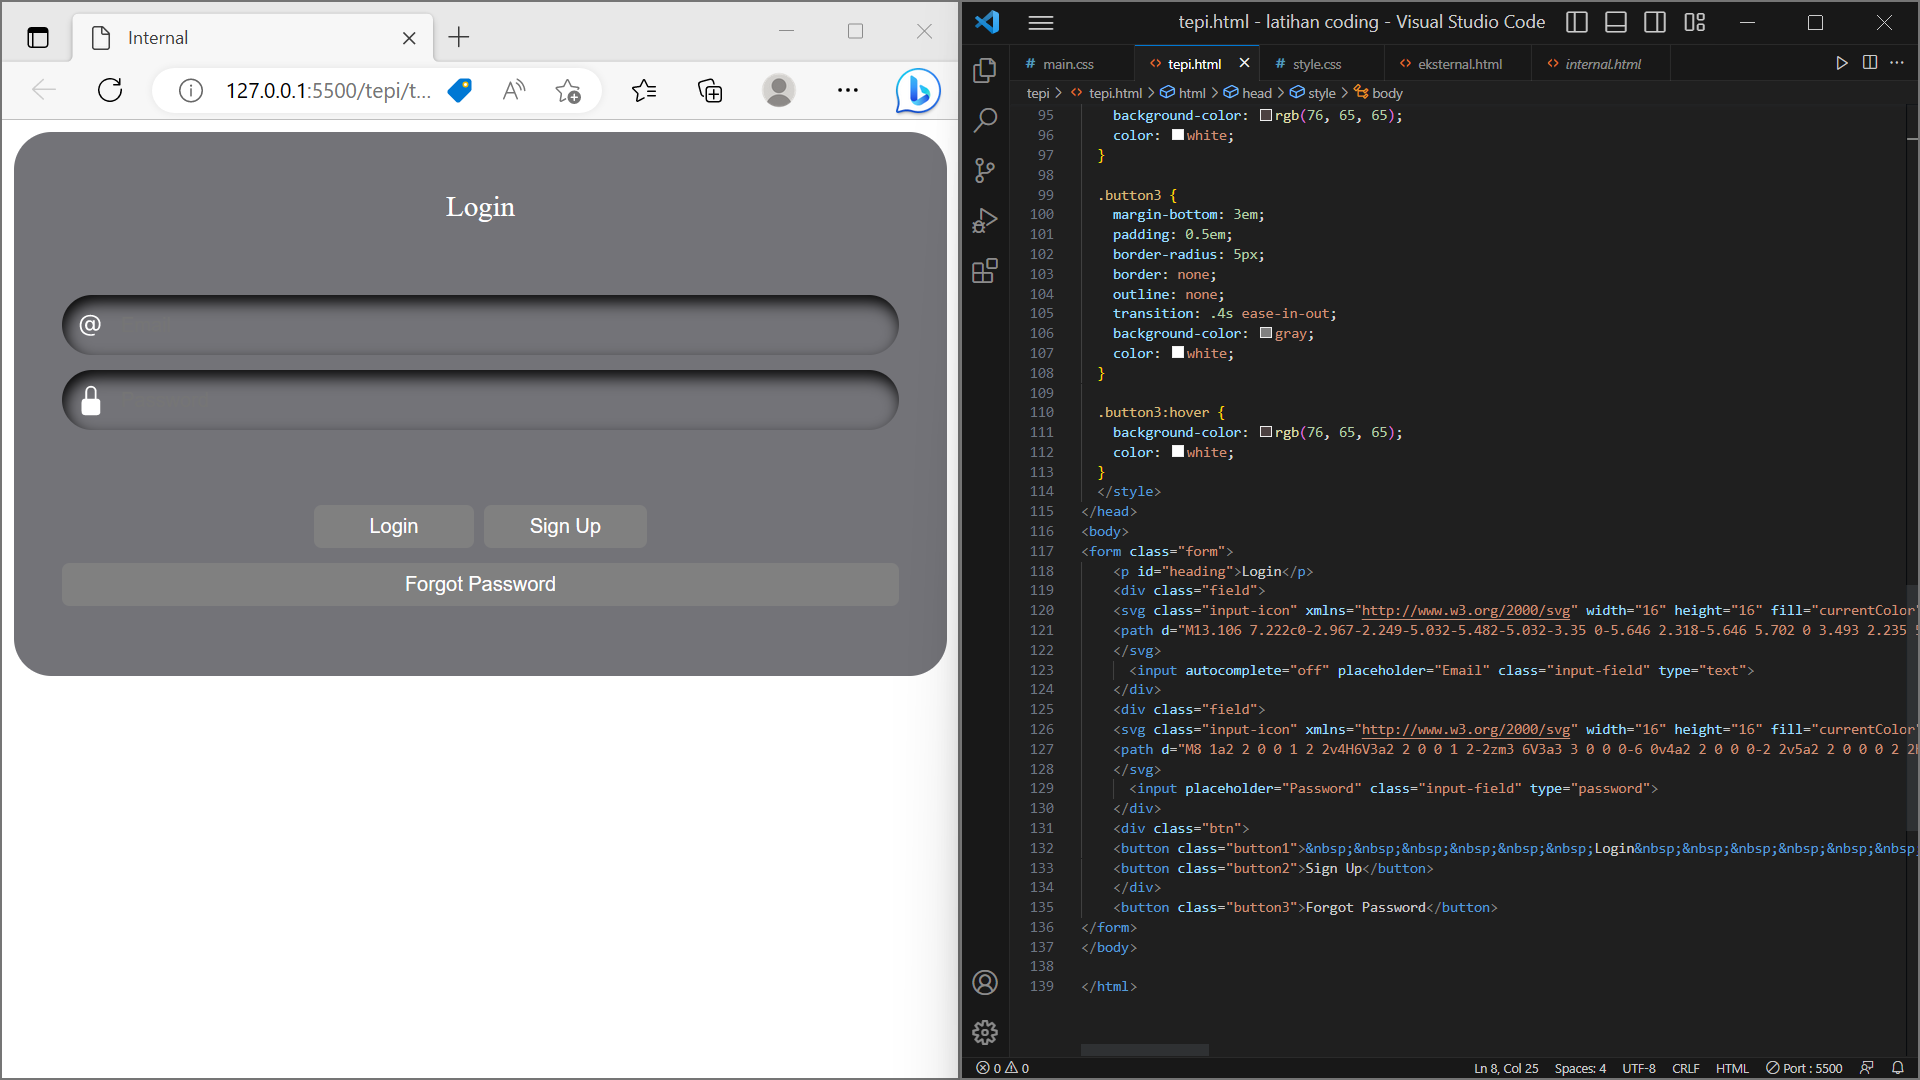 Internal
127.0.0.1:5500/tepi/t...
Login
@
Login
Sign Up
Forgot Password
tepi.html - latihan coding - Visual Studio Code
# main.css
<> tepi.html
# style.css
<> eksternal.html
<> internal.html
tepi > <> tepi.html > html > head > style > body
95 background-color: rgb(76, 65, 65);
96 color: white;
97 }
98
99 .button3 {
100 margin-bottom: 3em;
101 padding: 0.5em;
102 border-radius: 5px;
103 border: none;
104 outline: none;
105 transition: .4s ease-in-out;
106 background-color: gray;
107 color: white;
108 }
109
110 .button3:hover {
111 background-color: rgb(76, 65, 65);
112 color: white;
113 }
114 </style>
115 </head>
116 <body>
117 <form class="form">
118 <p id="heading">Login</p>
119 <div class="field">
120 <svg class="input-icon" xmlns="http://www.w3.org/2000/svg" width="16" height="16" fill="currentColor"
121 <path d="M13.106 7.222c0-2.967-2.249-5.032-5.482-5.032-3.35 0-5.646 2.318-5.646 5.702 0 3.493 2.235
122 </svg>
123 <input autocomplete="off" placeholder="Email" class="input-field" type="text">
124 </div>
125 <div class="field">
126 <svg class="input-icon" xmlns="http://www.w3.org/2000/svg" width="16" height="16" fill="currentColor"
127 <path d="M8 1a2 2 0 0 1 2 2v4H6V3a2 2 0 0 1 2-2zm3 6V3a3 3 0 0 0-6 0v4a2 2 0 0 0-2 2v5a2 2 0 0 0 2
128 </svg>
129 <input placeholder="Password" class="input-field" type="password">
130 </div>
131 <div class="btn">
132 <button class="button1">&nbsp;&nbsp;&nbsp;&nbsp;&nbsp;&nbsp;Login&nbsp;&nbsp;&nbsp;&nbsp;&nbsp;&nbsp;
133 <button class="button2">Sign Up</button>
134 </div>
135 <button class="button3">Forgot Password</button>
136 </form>
137 </body>
138
139 </html>
0 0
Ln 8, Col 25
Spaces: 4
UTF-8
CRLF
HTML
Port : 5500